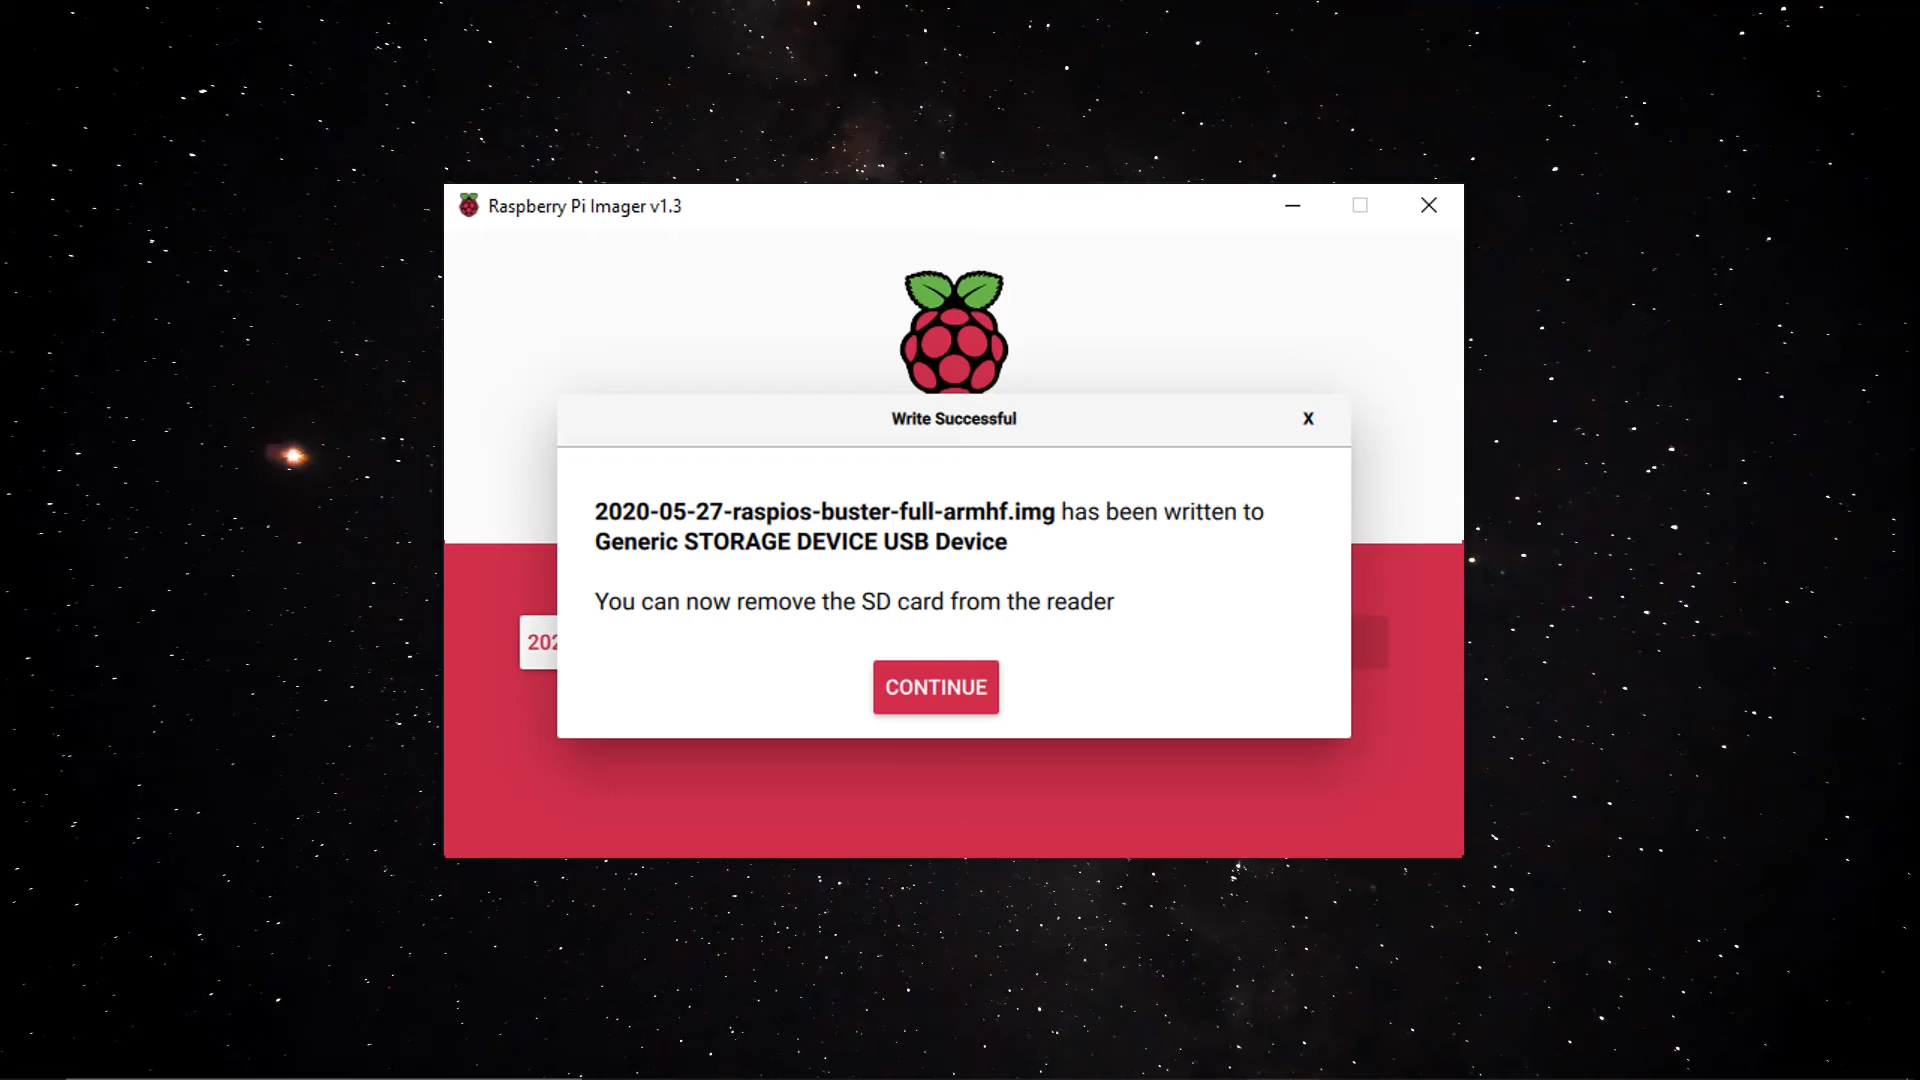 Raspberry Pi Imager v1.3
Write Successful
X
2020-05-27-raspios-buster-full-armhf.img has been written to
Generic STORAGE DEVICE USB Device
You can now remove the SD card from the reader
202
CONTINUE